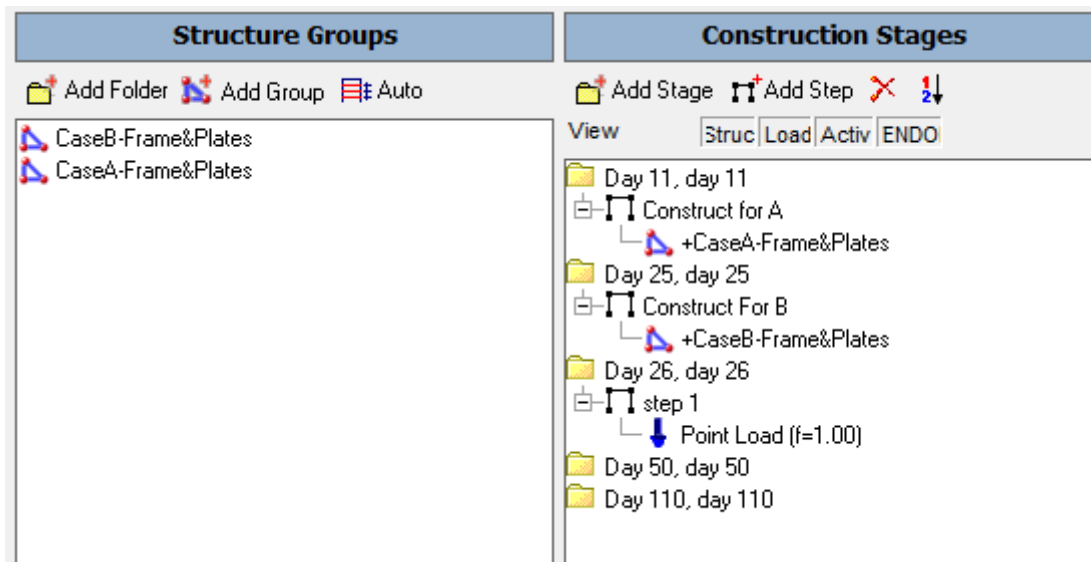 Structure Groups
Add Folder Add Group Auto
CaseB-Frame&Plates
CaseA-Frame&Plates
Construction Stages
Add Stage Add Step
View Struc Load Activ ENDO
Day 11, day 11
Construct for A
+CaseA-Frame&Plates
Day 25, day 25
Construct For B
+CaseB-Frame&Plates
Day 26, day 26
step 1
Point Load (f=1.00)
Day 50, day 50
Day 110, day 110